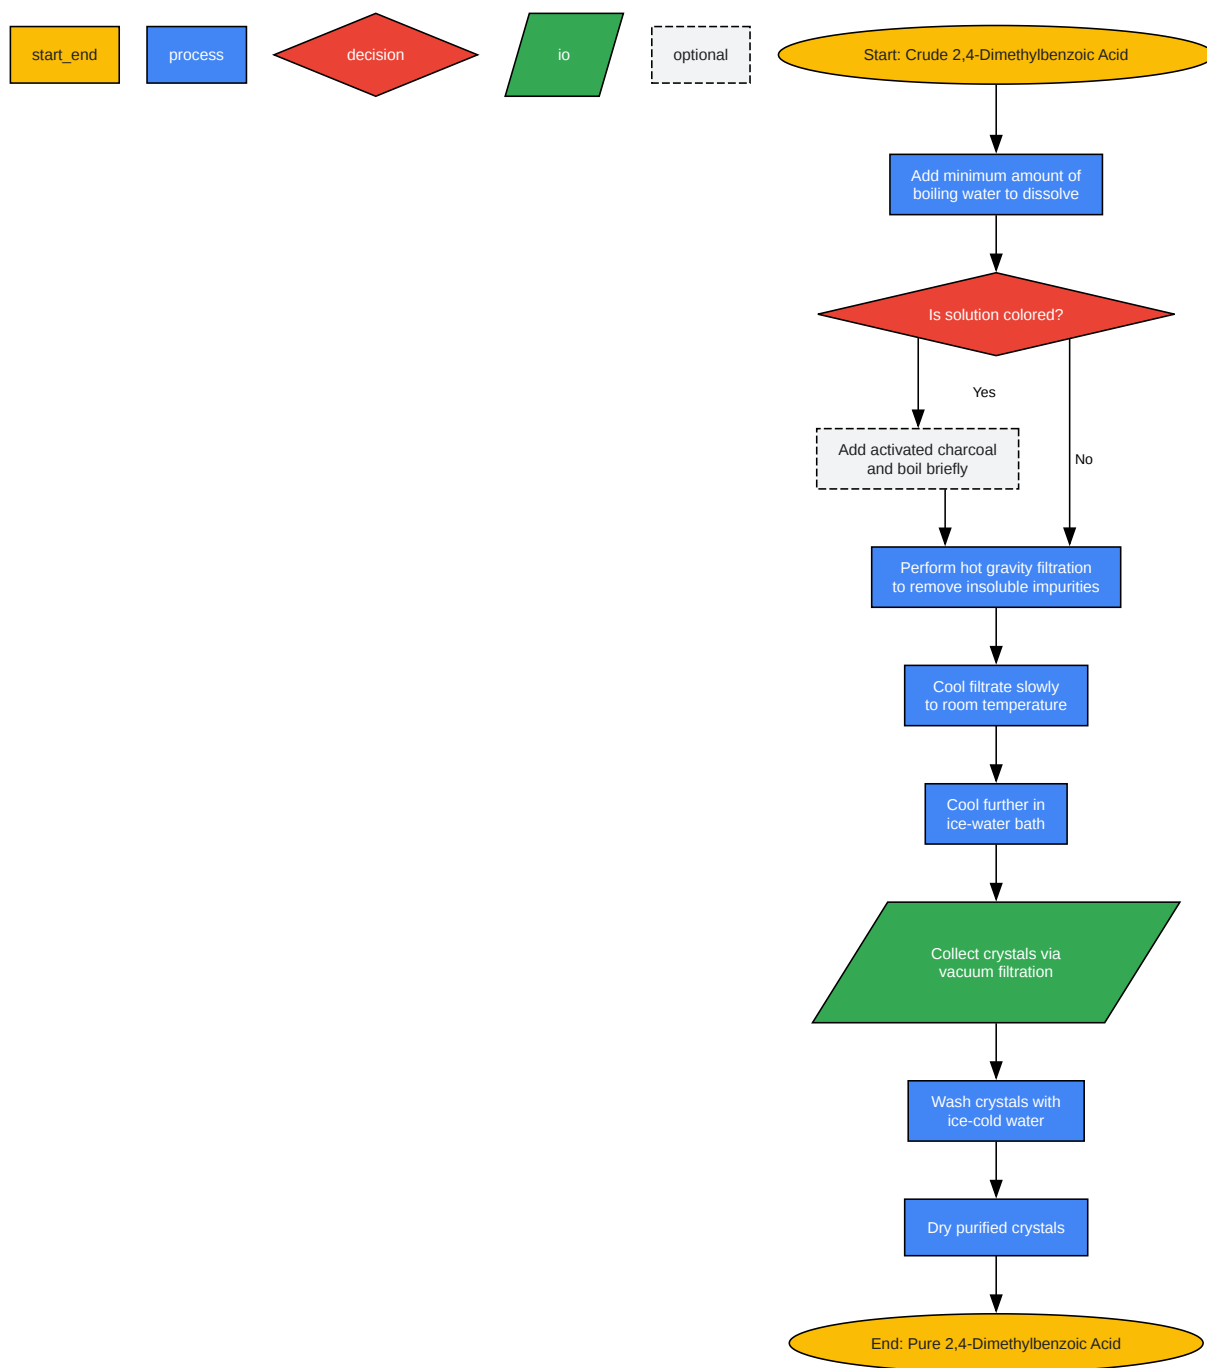 start_end
process
decision
io
optional
Start: Crude 2,4-Dimethylbenzoic Acid
Add minimum amount of
boiling water to dissolve
Is solution colored?
Yes
Add activated charcoal
and boil briefly
No
Perform hot gravity filtration
to remove insoluble impurities
Cool filtrate slowly
to room temperature
Cool further in
ice-water bath
Collect crystals via
vacuum filtration
Wash crystals with
ice-cold water
Dry purified crystals
End: Pure 2,4-Dimethylbenzoic Acid